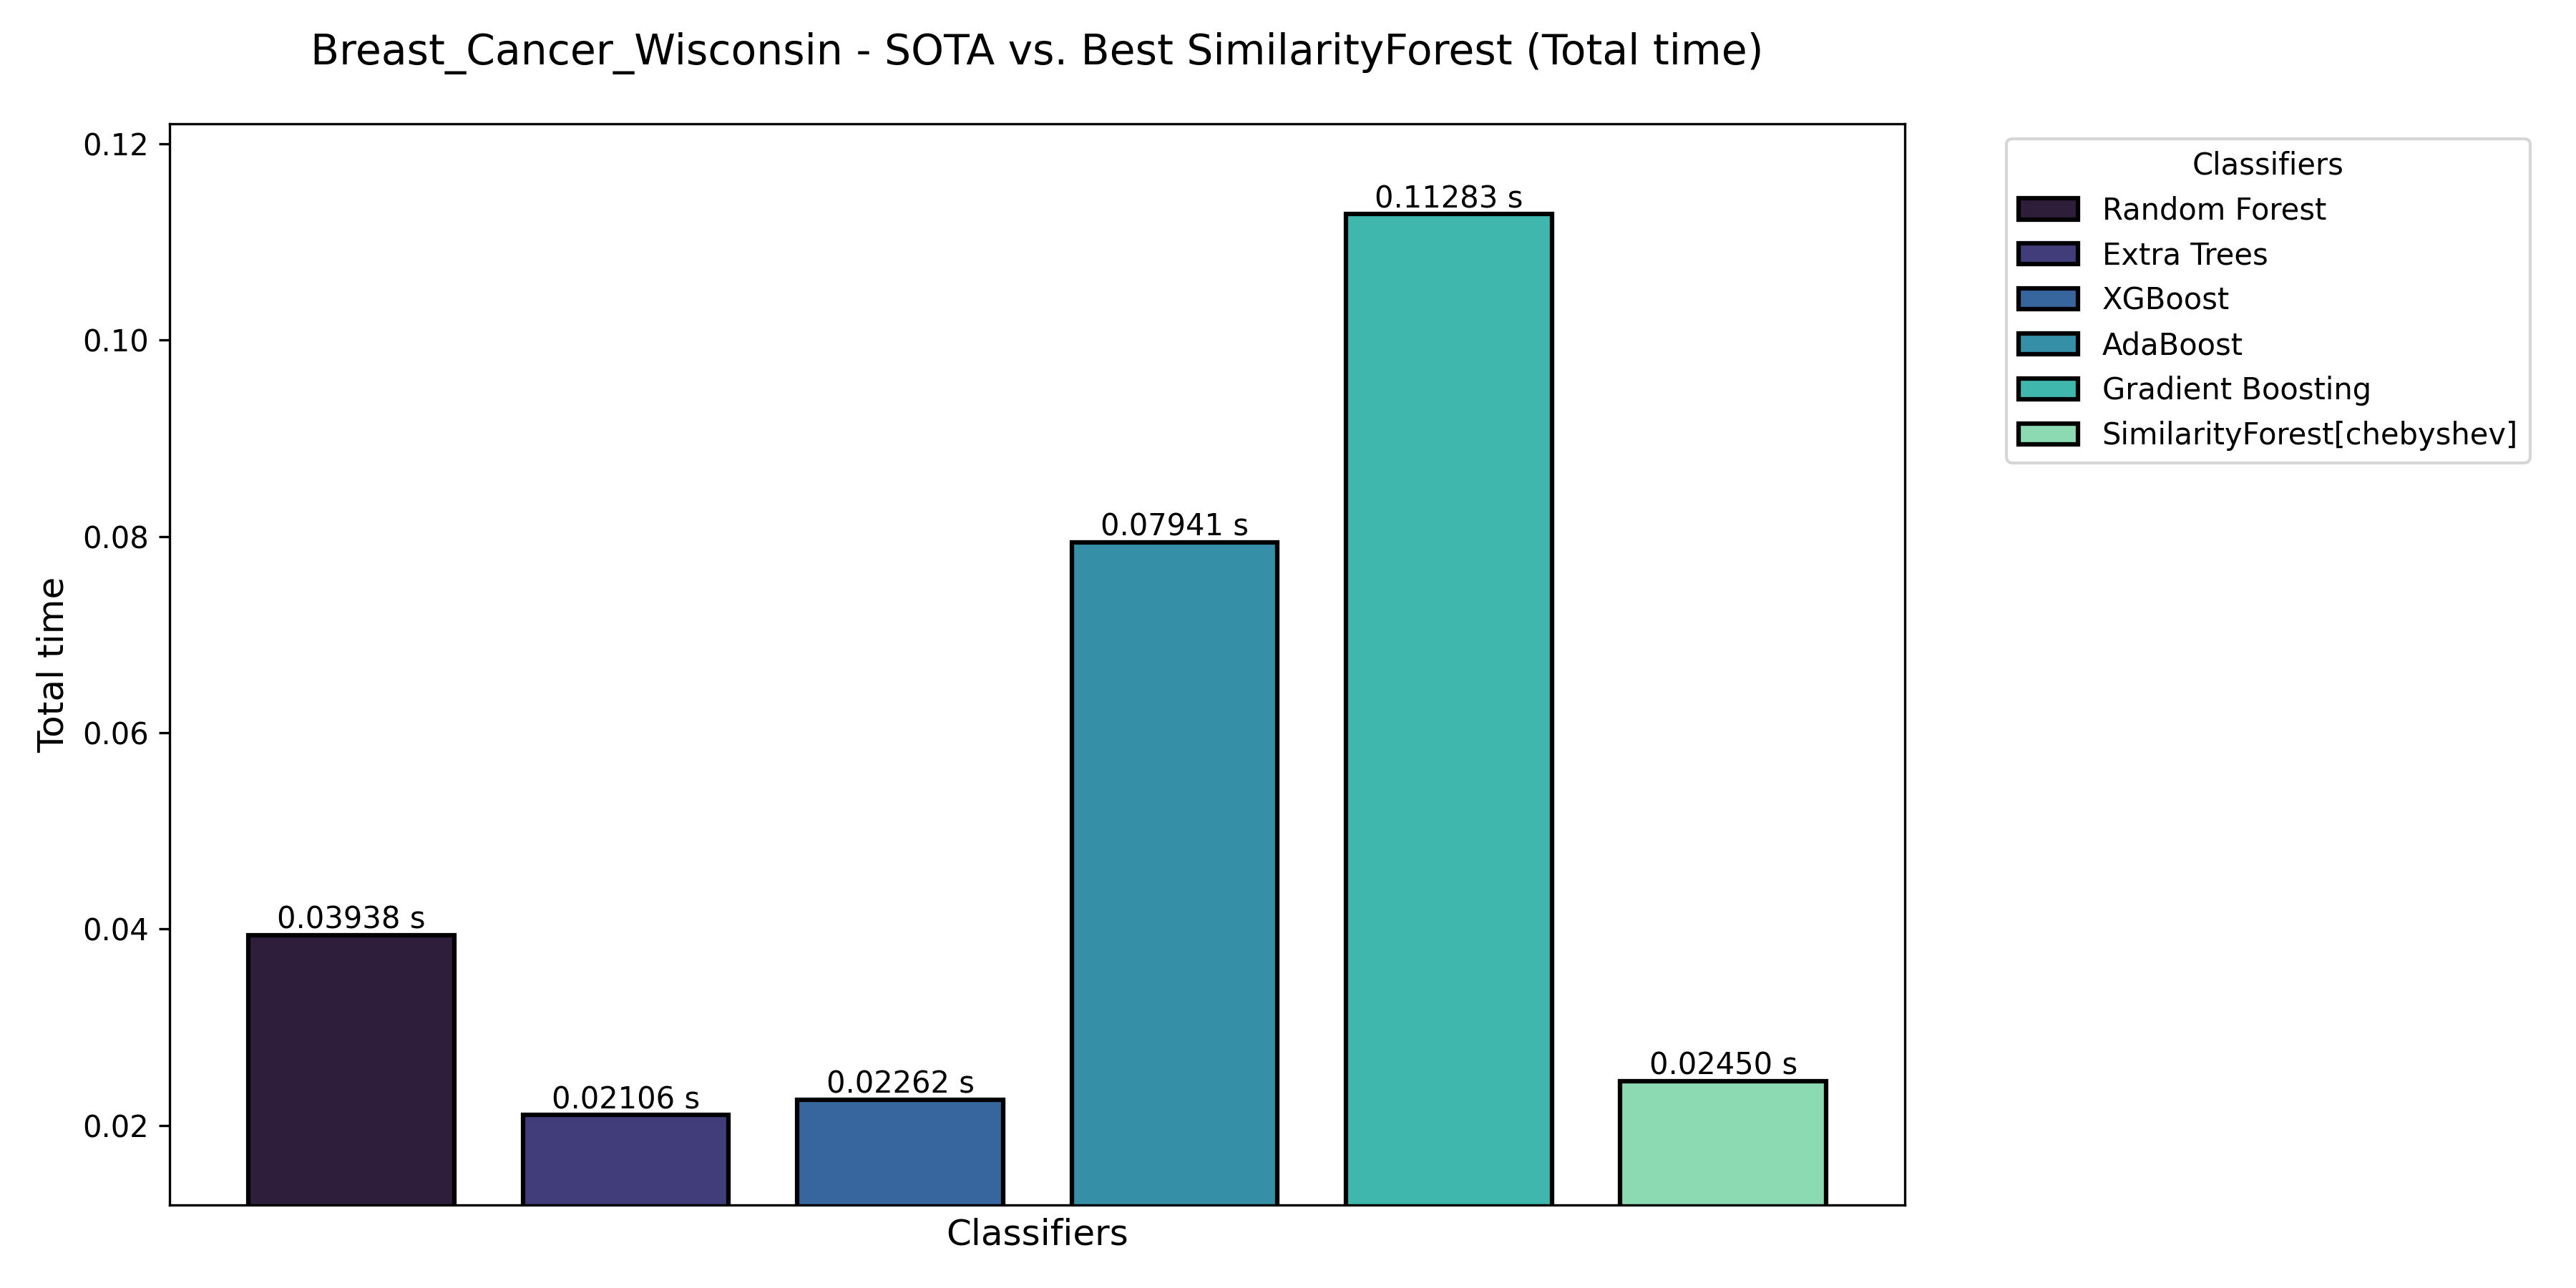 Breast_Cancer_Wisconsin - SOTA vs. Best SimilarityForest (Total time)
Total time
0.12
0.10
0.08
0.06
0.04
0.02
0.03938 s
0.02106 s
0.02262 s
0.07941 s
0.11283 s
0.02450 s
Classifiers
Classifiers
Random Forest
Extra Trees
XGBoost
AdaBoost
Gradient Boosting
SimilarityForest[chebyshev]